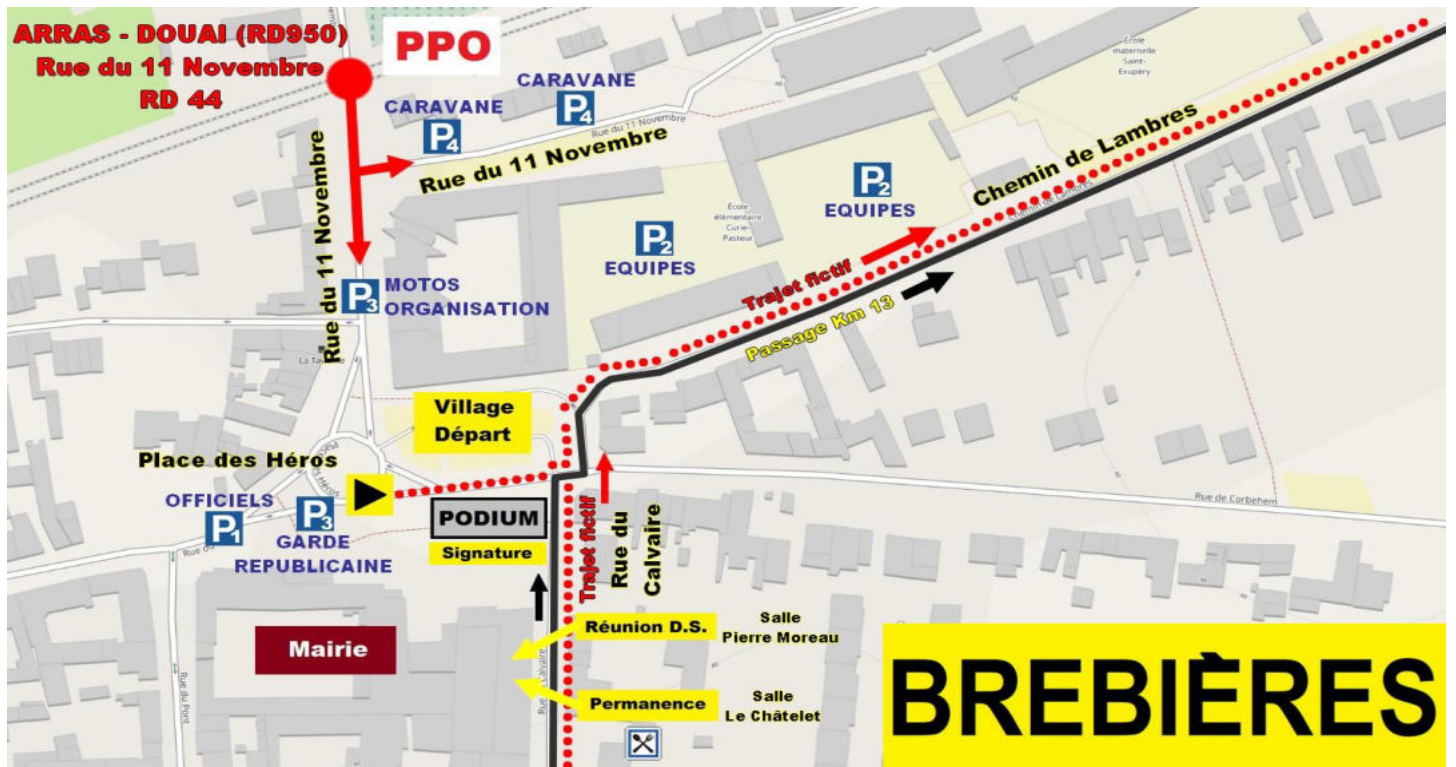 ARRAS - DOUAI (RD950)
Rue du 11 Novembre
RD 44
PPO
CARAVANE
P4
CARAVANE
P4
Rue du 11 Novembre
Rue du 11 Novembre
Rue du 11 Novembre
École
maternelle
Saint-
Exupéry
Chemin de Lambres
Chemin de Lambres
P2
EQUIPES
École
élémentaire
Curie-
Pasteur
P2
EQUIPES
P3
MOTOS
ORGANISATION
Trajet fictif
Passage Km 13
Village
Départ
Place des Héros
OFFICIELS
P1
P3
GARDE
REPUBLICAINE
PODIUM
Signature
Trajet fictif
Rue du
Calvaire
Rue de Corbehem
Mairie
Réunion D.S.
Salle
Pierre Moreau
Permanence
Salle
Le Châtelet
Rue du Pont
BREBIÈRES